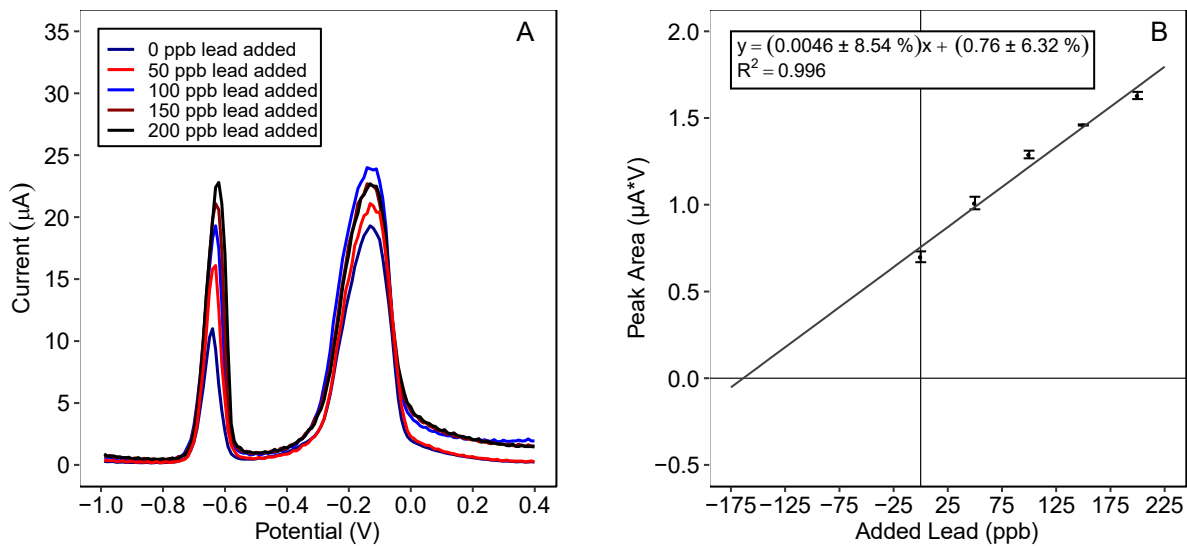 A
0 ppb lead added
50 ppb lead added
100 ppb lead added
150 ppb lead added
200 ppb lead added
35
30
25
20
15
10
5
0
Current (µA)
−1.0 −0.8 −0.6 −0.4 −0.2 0.0 0.2 0.4
Potential (V)
B
y = (0.0046 ± 8.54 %)x + (0.76 ± 6.32 %)
R² = 0.996
2.0
1.5
1.0
0.5
0.0
−0.5
Peak Area (µA*V)
−175 −125 −75 −25 25 75 125 175 225
Added Lead (ppb)